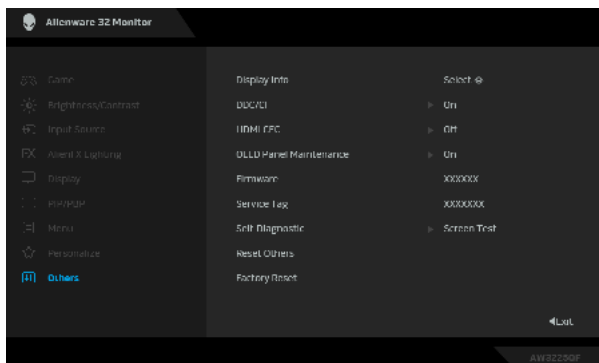 Alienware 32 Monitor
Game
Brightness/Contrast
Input Source
AlienFX Lighting
Display
PIP/PBP
Menu
Personalize
Others
Display Info Select
DDC/CI On
HDMI CEC Off
OLED Panel Maintenance On
Firmware XXXXXX
Service Tag XXXXXXX
Self-Diagnostic Screen Test
Reset Others
Factory Reset
Exit
AW3225QF